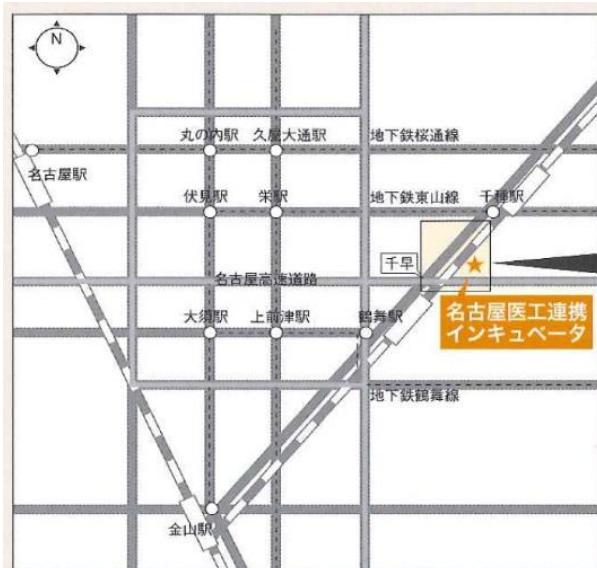 N
丸の内駅 久屋大通駅 地下鉄桜通線
名古屋駅
伏見駅 栄駅 地下鉄東山線 千種駅
千早
名古屋高速道路
名古屋医工連携
インキュベータ
大須駅 上前津駅 鶴舞駅
地下鉄鶴舞線
金山駅